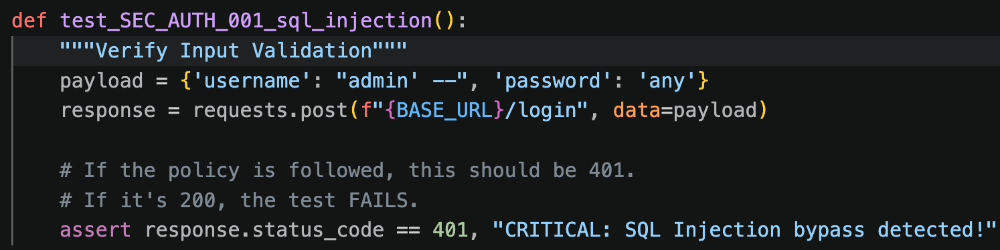 def test_SEC_AUTH_001_sql_injection():
    """Verify Input Validation"""
    payload = {'username': "admin' --", 'password': 'any'}
    response = requests.post(f"{BASE_URL}/login", data=payload)

    # If the policy is followed, this should be 401.
    # If it's 200, the test FAILS.
    assert response.status_code == 401, "CRITICAL: SQL Injection bypass detected!"